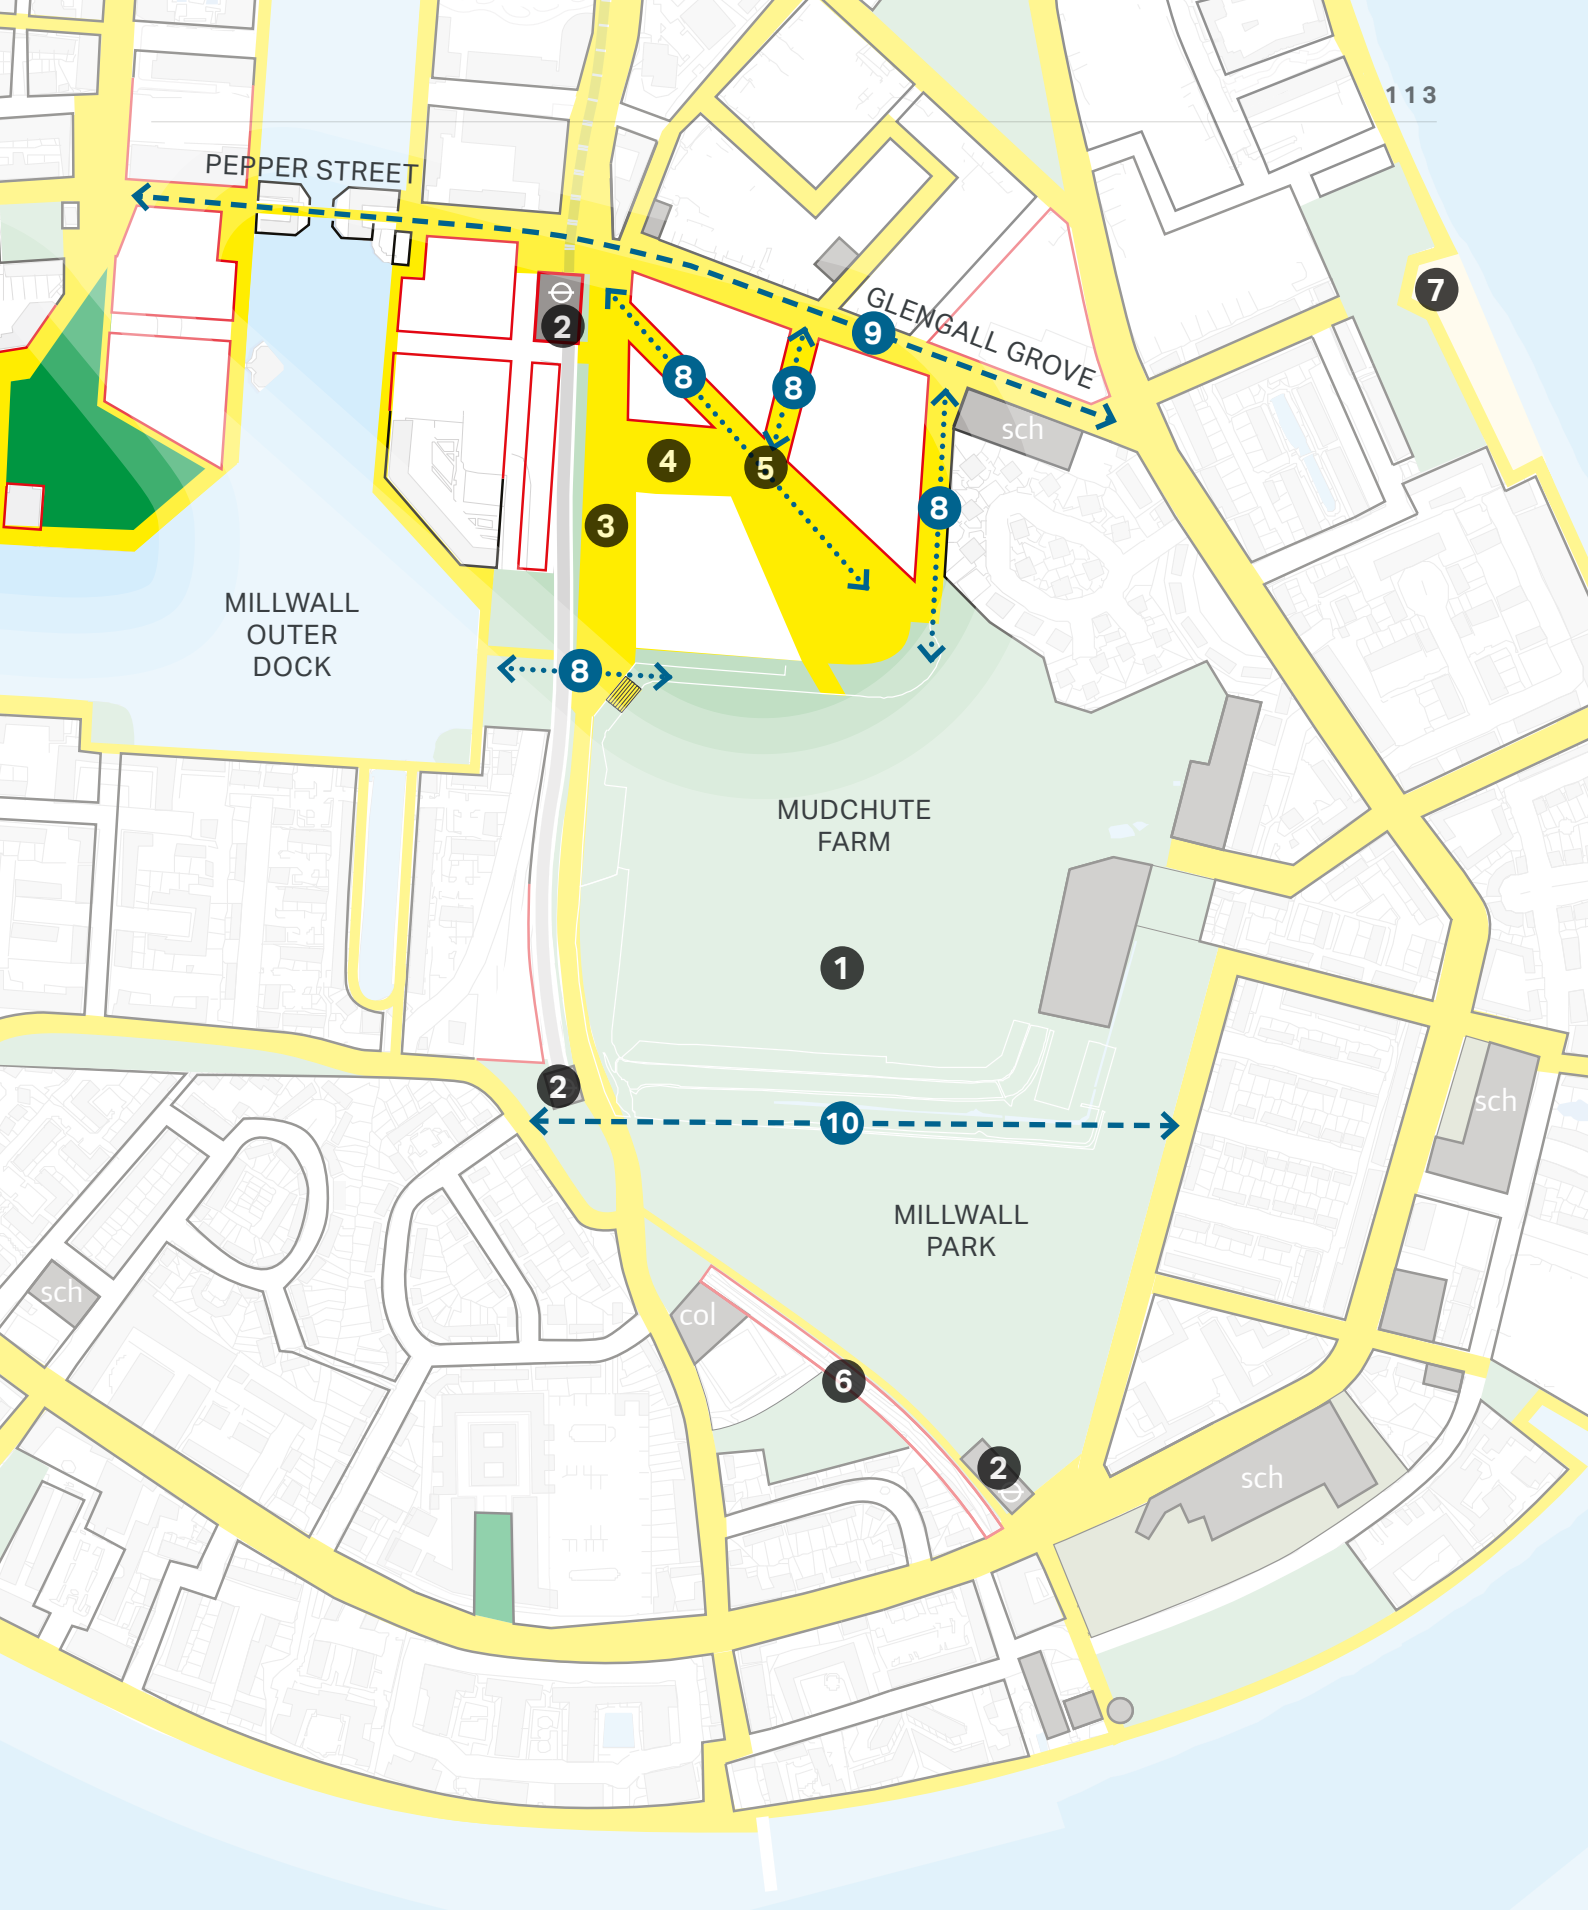 113
PEPPER STREET
2
GLENGALL GROVE
7
9
8
8
sch
4
5
8
3
MILLWALL
OUTER
DOCK
8
MUDCHUTE
FARM
1
2
10
sch
MILLWALL
PARK
sch
col
6
2
sch